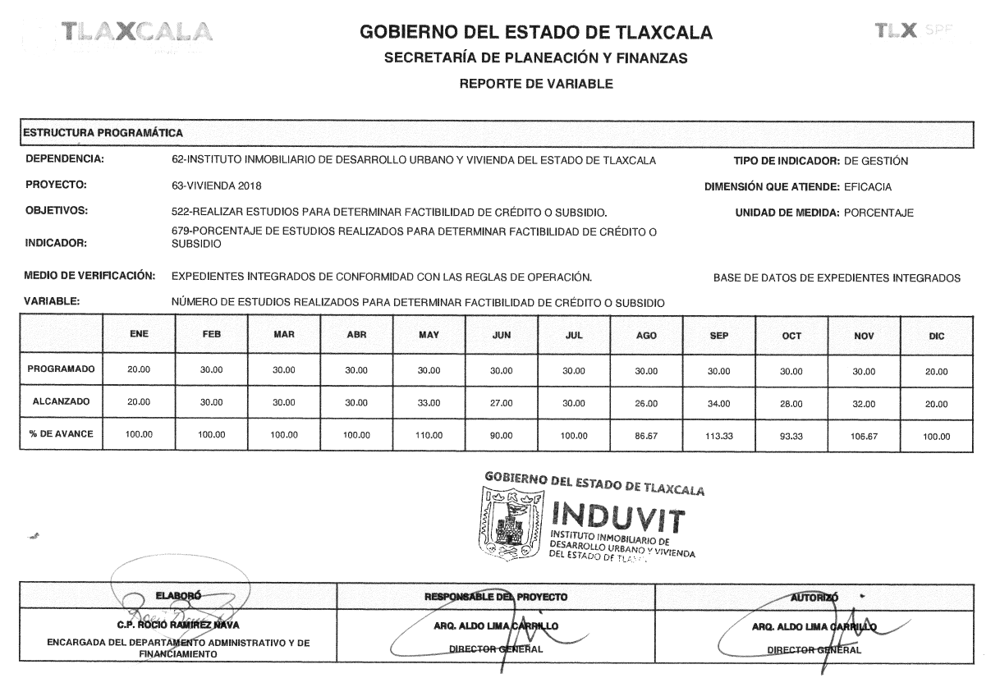 TLAXCALA
GOBIERNO DEL ESTADO DE TLAXCALA
TLX SPF
SECRETARÍA DE PLANEACIÓN Y FINANZAS
REPORTE DE VARIABLE
ESTRUCTURA PROGRAMÁTICA
DEPENDENCIA: 62-INSTITUTO INMOBILIARIO DE DESARROLLO URBANO Y VIVIENDA DEL ESTADO DE TLAXCALA TIPO DE INDICADOR: DE GESTIÓN
PROYECTO: 63-VIVIENDA 2018 DIMENSIÓN QUE ATIENDE: EFICACIA
OBJETIVOS: 522-REALIZAR ESTUDIOS PARA DETERMINAR FACTIBILIDAD DE CRÉDITO O SUBSIDIO. UNIDAD DE MEDIDA: PORCENTAJE
INDICADOR: 679-PORCENTAJE DE ESTUDIOS REALIZADOS PARA DETERMINAR FACTIBILIDAD DE CRÉDITO O
SUBSIDIO
MEDIO DE VERIFICACIÓN: EXPEDIENTES INTEGRADOS DE CONFORMIDAD CON LAS REGLAS DE OPERACIÓN. BASE DE DATOS DE EXPEDIENTES INTEGRADOS
VARIABLE: NÚMERO DE ESTUDIOS REALIZADOS PARA DETERMINAR FACTIBILIDAD DE CRÉDITO O SUBSIDIO
ENE FEB MAR ABR MAY JUN JUL AGO SEP OCT NOV DIC
PROGRAMADO 20.00 30.00 30.00 30.00 30.00 30.00 30.00 30.00 30.00 30.00 30.00 20.00
ALCANZADO 20.00 30.00 30.00 30.00 33.00 27.00 30.00 26.00 34.00 28.00 32.00 20.00
% DE AVANCE 100.00 100.00 100.00 100.00 110.00 90.00 100.00 86.67 113.33 93.33 106.67 100.00
GOBIERNO DEL ESTADO DE TLAXCALA
INDUVIT
INSTITUTO INMOBILIARIO DE
DESARROLLO URBANO Y VIVIENDA
DEL ESTADO DE
ELABORÓ RESPONSABLE DEL PROYECTO AUTORIZÓ
C.P. ROCIO RAMIREZ NAVA ARQ. ALDO LIMA CARRILLO ARQ. ALDO LIMA CARRILLO
ENCARGADA DEL DEPARTAMENTO ADMINISTRATIVO Y DE
FINANCIAMIENTO DIRECTOR GENERAL DIRECTOR GENERAL